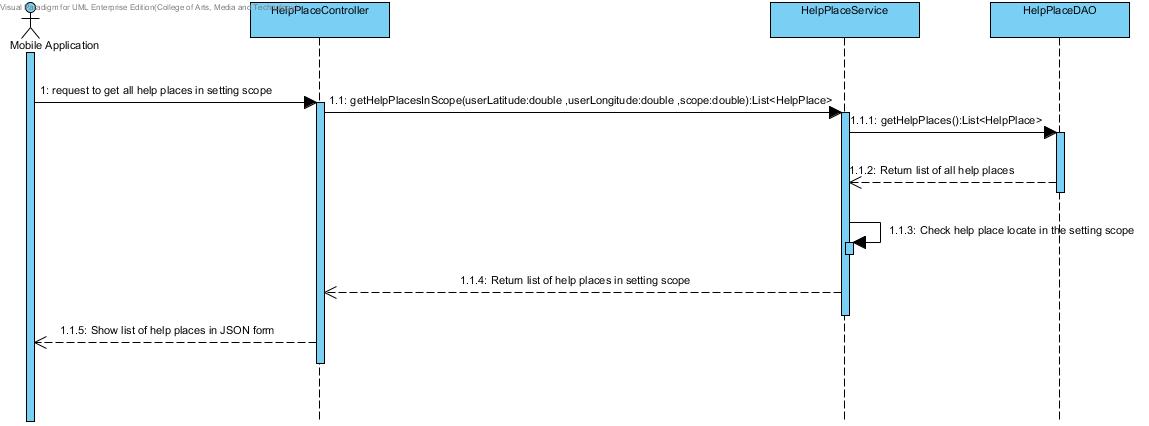 Visual Paradigm for UML Enterprise Edition(College of Arts, Media and
HelpPlaceController
HelpPlaceService
HelpPlaceDAO
Mobile Application
1: request to get all help places in setting scope
1.1: getHelpPlacesInScope(userLatitude:double ,userLongitude:double ,scope:double):List<HelpPlace>
1.1.1: getHelpPlaces():List<HelpPlace>
1.1.2: Return list of all help places
1.1.3: Check help place locate in the setting scope
1.1.4: Return list of help places in setting scope
1.1.5: Show list of help places in JSON form